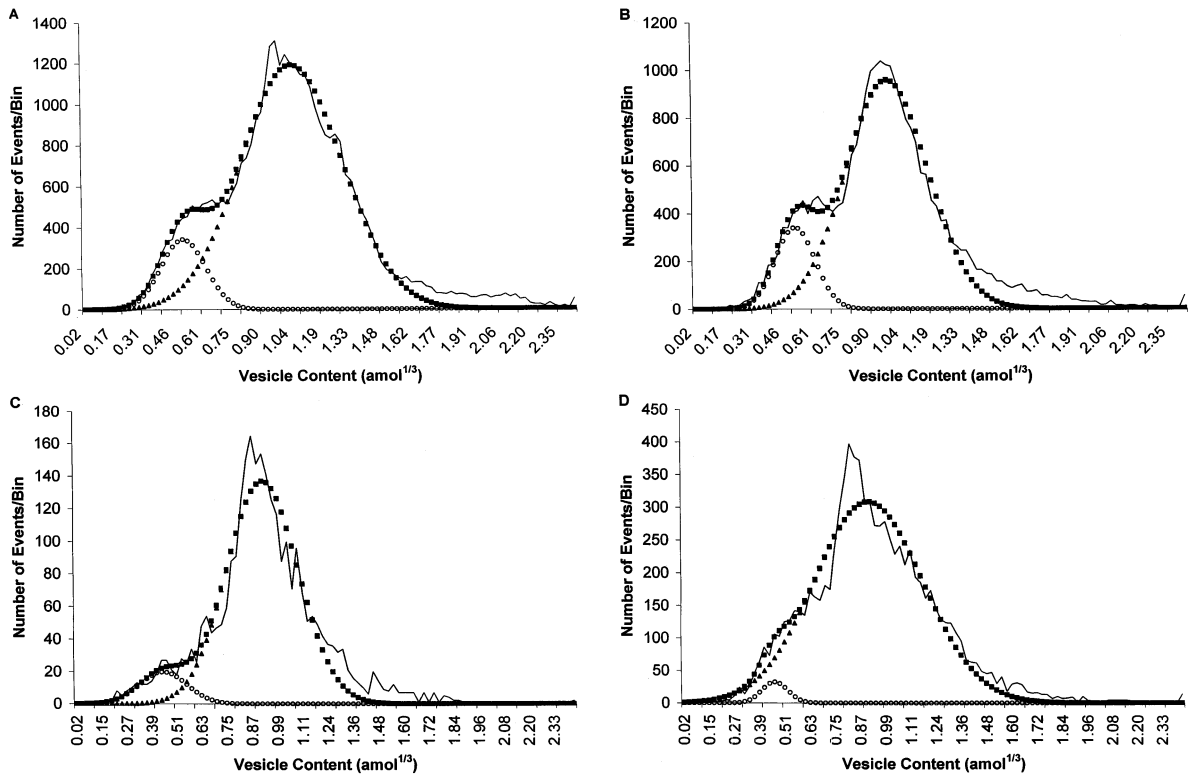 A
1400
1200
1000
800
600
400
200
0
Number of Events/Bin
0.02 0.17 0.31 0.46 0.61 0.75 0.90 1.04 1.19 1.33 1.48 1.62 1.77 1.91 2.06 2.20 2.35
Vesicle Content (amol1/3)
B
1200
1000
800
600
400
200
0
Number of Events/Bin
0.02 0.17 0.31 0.46 0.61 0.75 0.90 1.04 1.19 1.33 1.48 1.62 1.77 1.91 2.06 2.20 2.35
Vesicle Content (amol1/3)
C
180
160
140
120
100
80
60
40
20
0
Number of Events/Bin
0.02 0.15 0.27 0.39 0.51 0.63 0.75 0.87 0.99 1.11 1.24 1.36 1.48 1.60 1.72 1.84 1.96 2.08 2.20 2.33
Vesicle Content (amol1/3)
D
450
400
350
300
250
200
150
100
50
0
Number of Events/Bin
0.02 0.15 0.27 0.39 0.51 0.63 0.75 0.87 0.99 1.11 1.24 1.36 1.48 1.60 1.72 1.84 1.96 2.08 2.20 2.33
Vesicle Content (amol1/3)